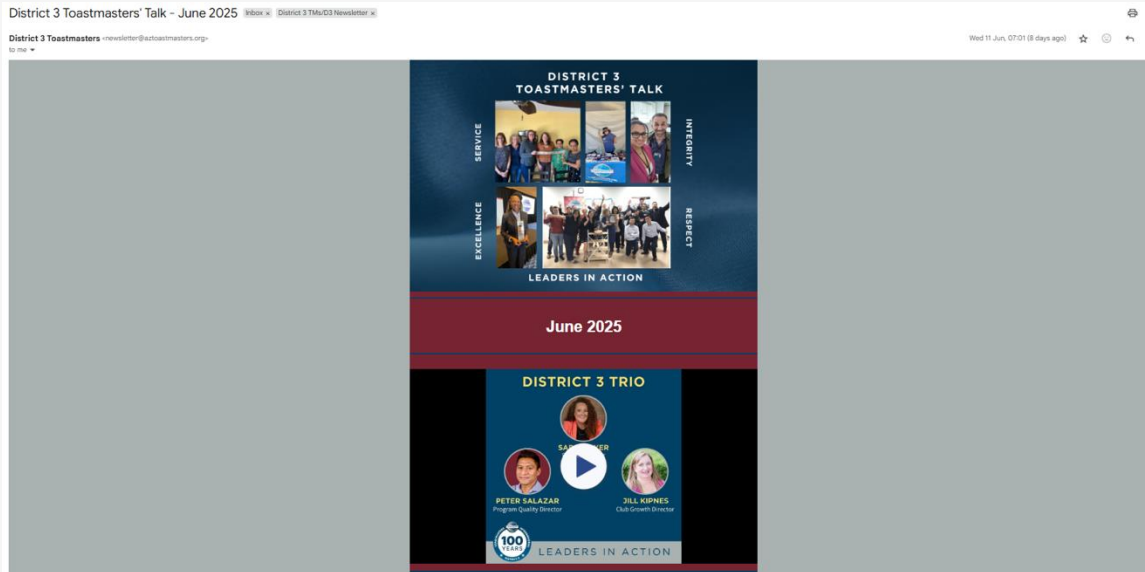 District 3 Toastmasters' Talk - June 2025 Inbox x District 3 TMs/D3 Newsletter x
District 3 Toastmasters <newsletter@aztoastmasters.org> Wed 11 Jun, 07:01 (8 days ago)
to me
DISTRICT 3
TOASTMASTERS' TALK
SERVICE
INTEGRITY
EXCELLENCE
RESPECT
LEADERS IN ACTION
June 2025
DISTRICT 3 TRIO
PETER SALAZAR
Program Quality Director
JILL KIPNES
Club Growth Director
100
YEARS
LEADERS IN ACTION